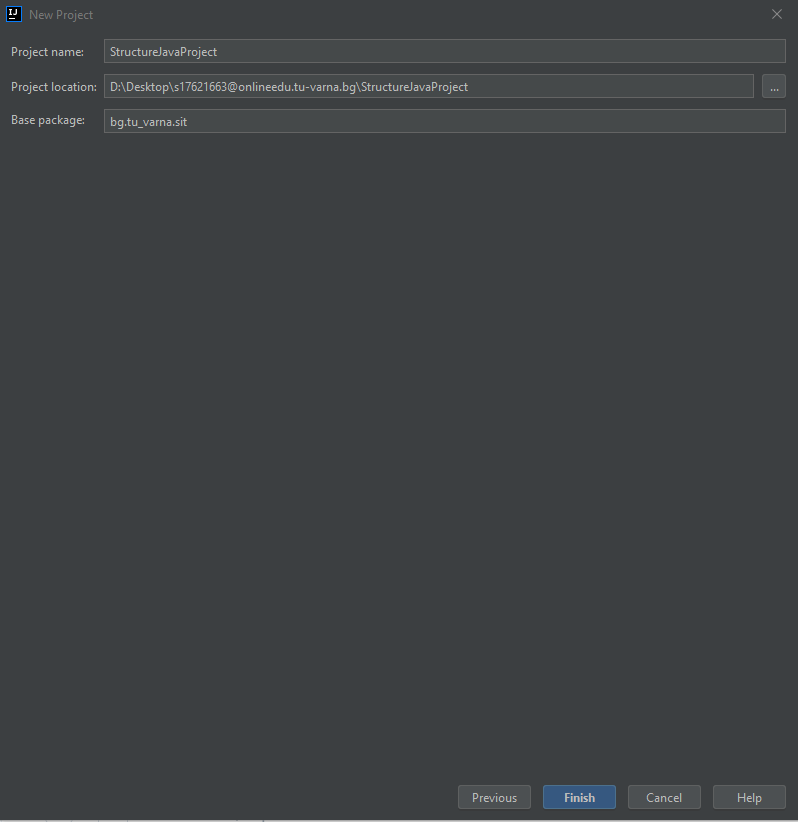 IJ
New Project
Project name: StructureJavaProject
Project location: D:\Desktop\s17621663@onlineedu.tu-varna.bg\StructureJavaProject ...
Base package: bg.tu_varna.sit
Previous Finish Cancel Help